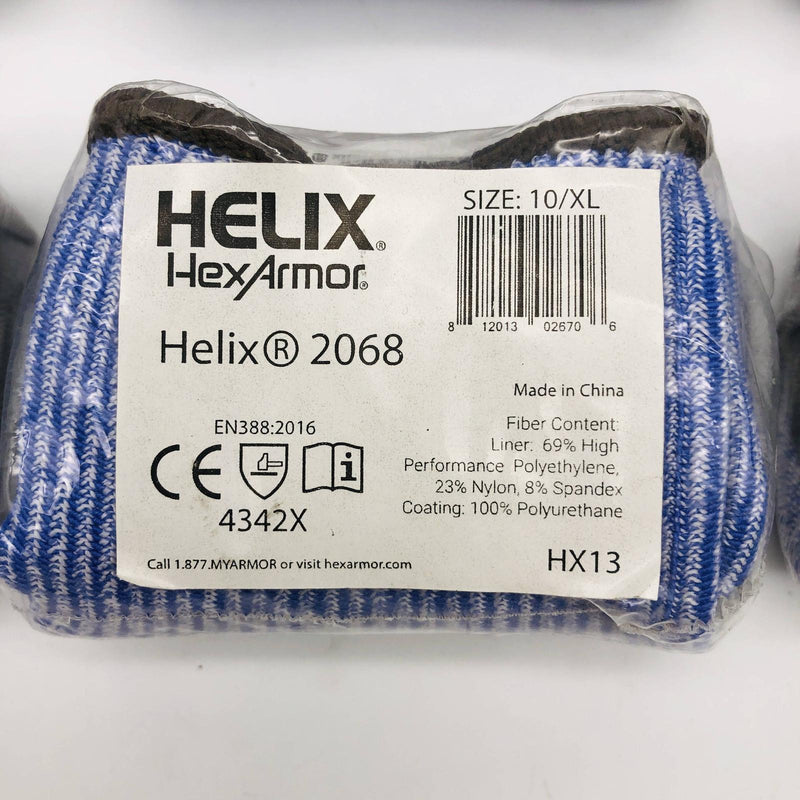 HELIX®
HexArmor®
Helix® 2068
SIZE: 10/XL
8 12013 02670 6
Made in China
Fiber Content:
Liner: 69% High
Performance Polyethylene,
23% Nylon, 8% Spandex
Coating: 100% Polyurethane
EN388:2016
CE
i
4342X
Call 1.877.MYARMOR or visit hexarmor.com
HX13